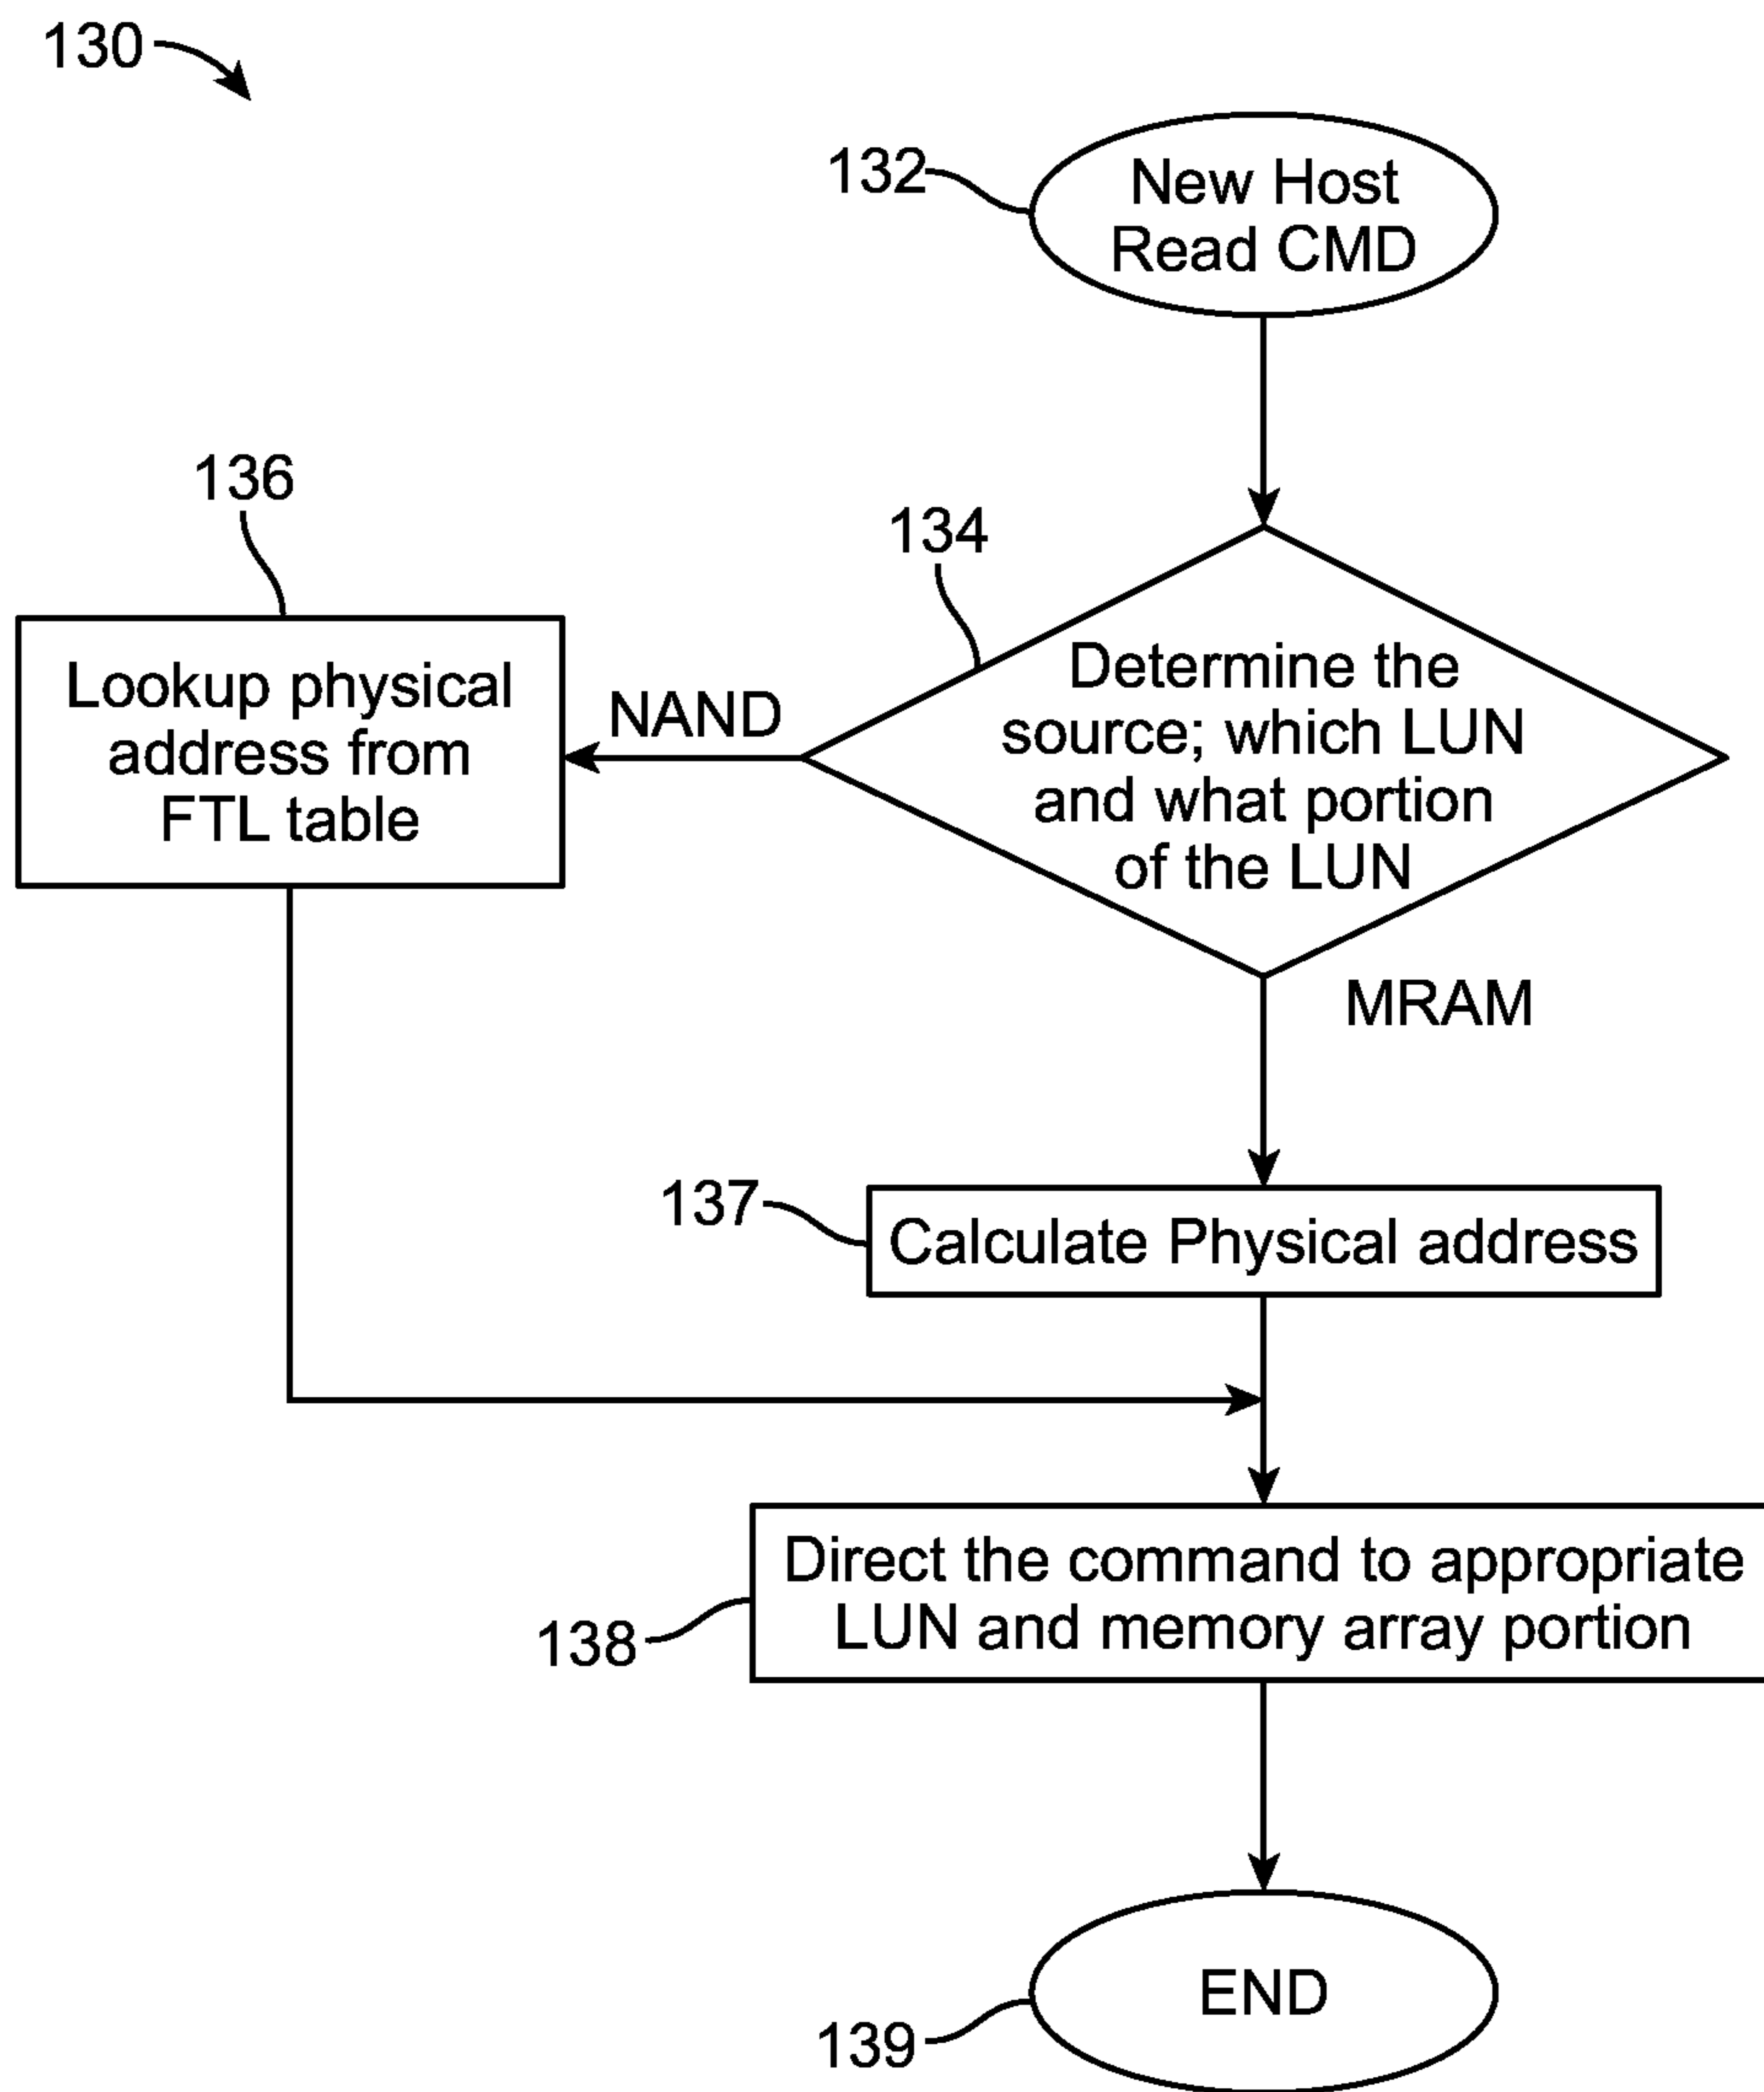 130
132
New Host
Read CMD
136
134
Lookup physical
address from
FTL table
NAND
Determine the
source; which LUN
and what portion
of the LUN
MRAM
137
Calculate Physical address
Direct the command to appropriate
LUN and memory array portion
138
END
139